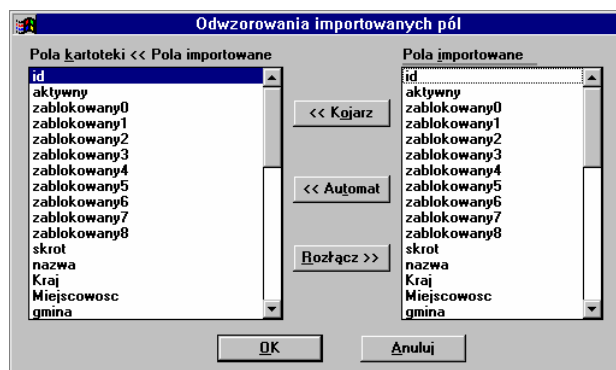 Odwzorowania importowanych pól
Pola kartoteki << Pola importowane
id
aktywny
zablokowany0
zablokowany1
zablokowany2
zablokowany3
zablokowany4
zablokowany5
zablokowany6
zablokowany7
zablokowany8
skrot
nazwa
Kraj
Miejscowosc
gmina
<< Kojarz
<< Automat
Rozłącz >>
Pola importowane
id
aktywny
zablokowany0
zablokowany1
zablokowany2
zablokowany3
zablokowany4
zablokowany5
zablokowany6
zablokowany7
zablokowany8
skrot
nazwa
Kraj
Miejscowosc
gmina
OK
Anuluj